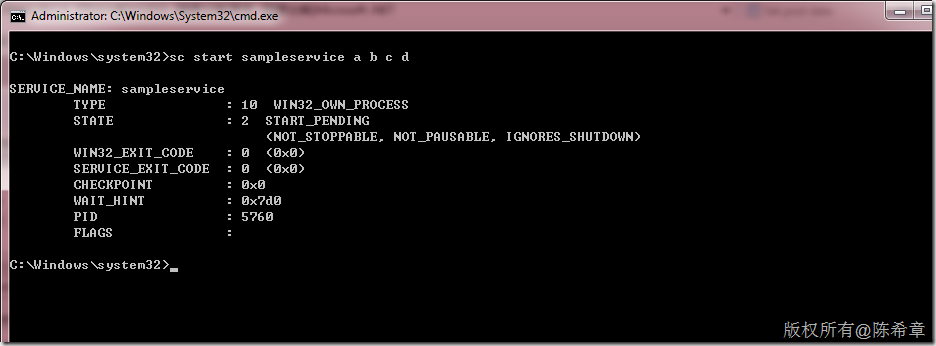 Administrator: C:\Windows\System32\cmd.exe
C:\Windows\system32>sc start sampleservice a b c d
SERVICE_NAME: sampleservice
TYPE : 10 WIN32_OWN_PROCESS
STATE : 2 START_PENDING
(NOT_STOPPABLE, NOT_PAUSABLE, IGNORES_SHUTDOWN)
WIN32_EXIT_CODE : 0 (0x0)
SERVICE_EXIT_CODE : 0 (0x0)
CHECKPOINT : 0x0
WAIT_HINT : 0x7d0
PID : 5760
FLAGS :
C:\Windows\system32>
版权所有@陈希章